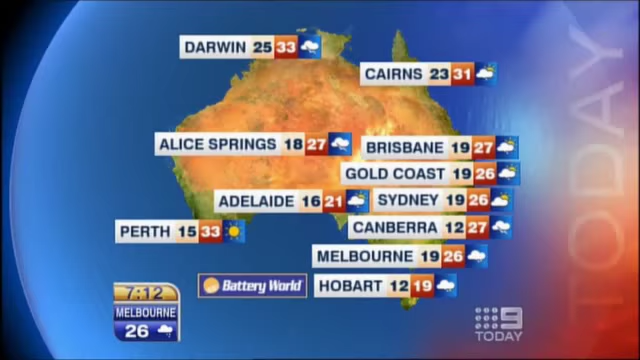 DARWIN 25 33
CAIRNS 23 31
ALICE SPRINGS 18 27
BRISBANE 19 27
GOLD COAST 19 26
ADELAIDE 16 21
SYDNEY 19 26
PERTH 15 33
CANBERRA 12 27
MELBOURNE 19 26
HOBART 12 19
Battery World
7:12
MELBOURNE
26
9
TODAY
TODAY